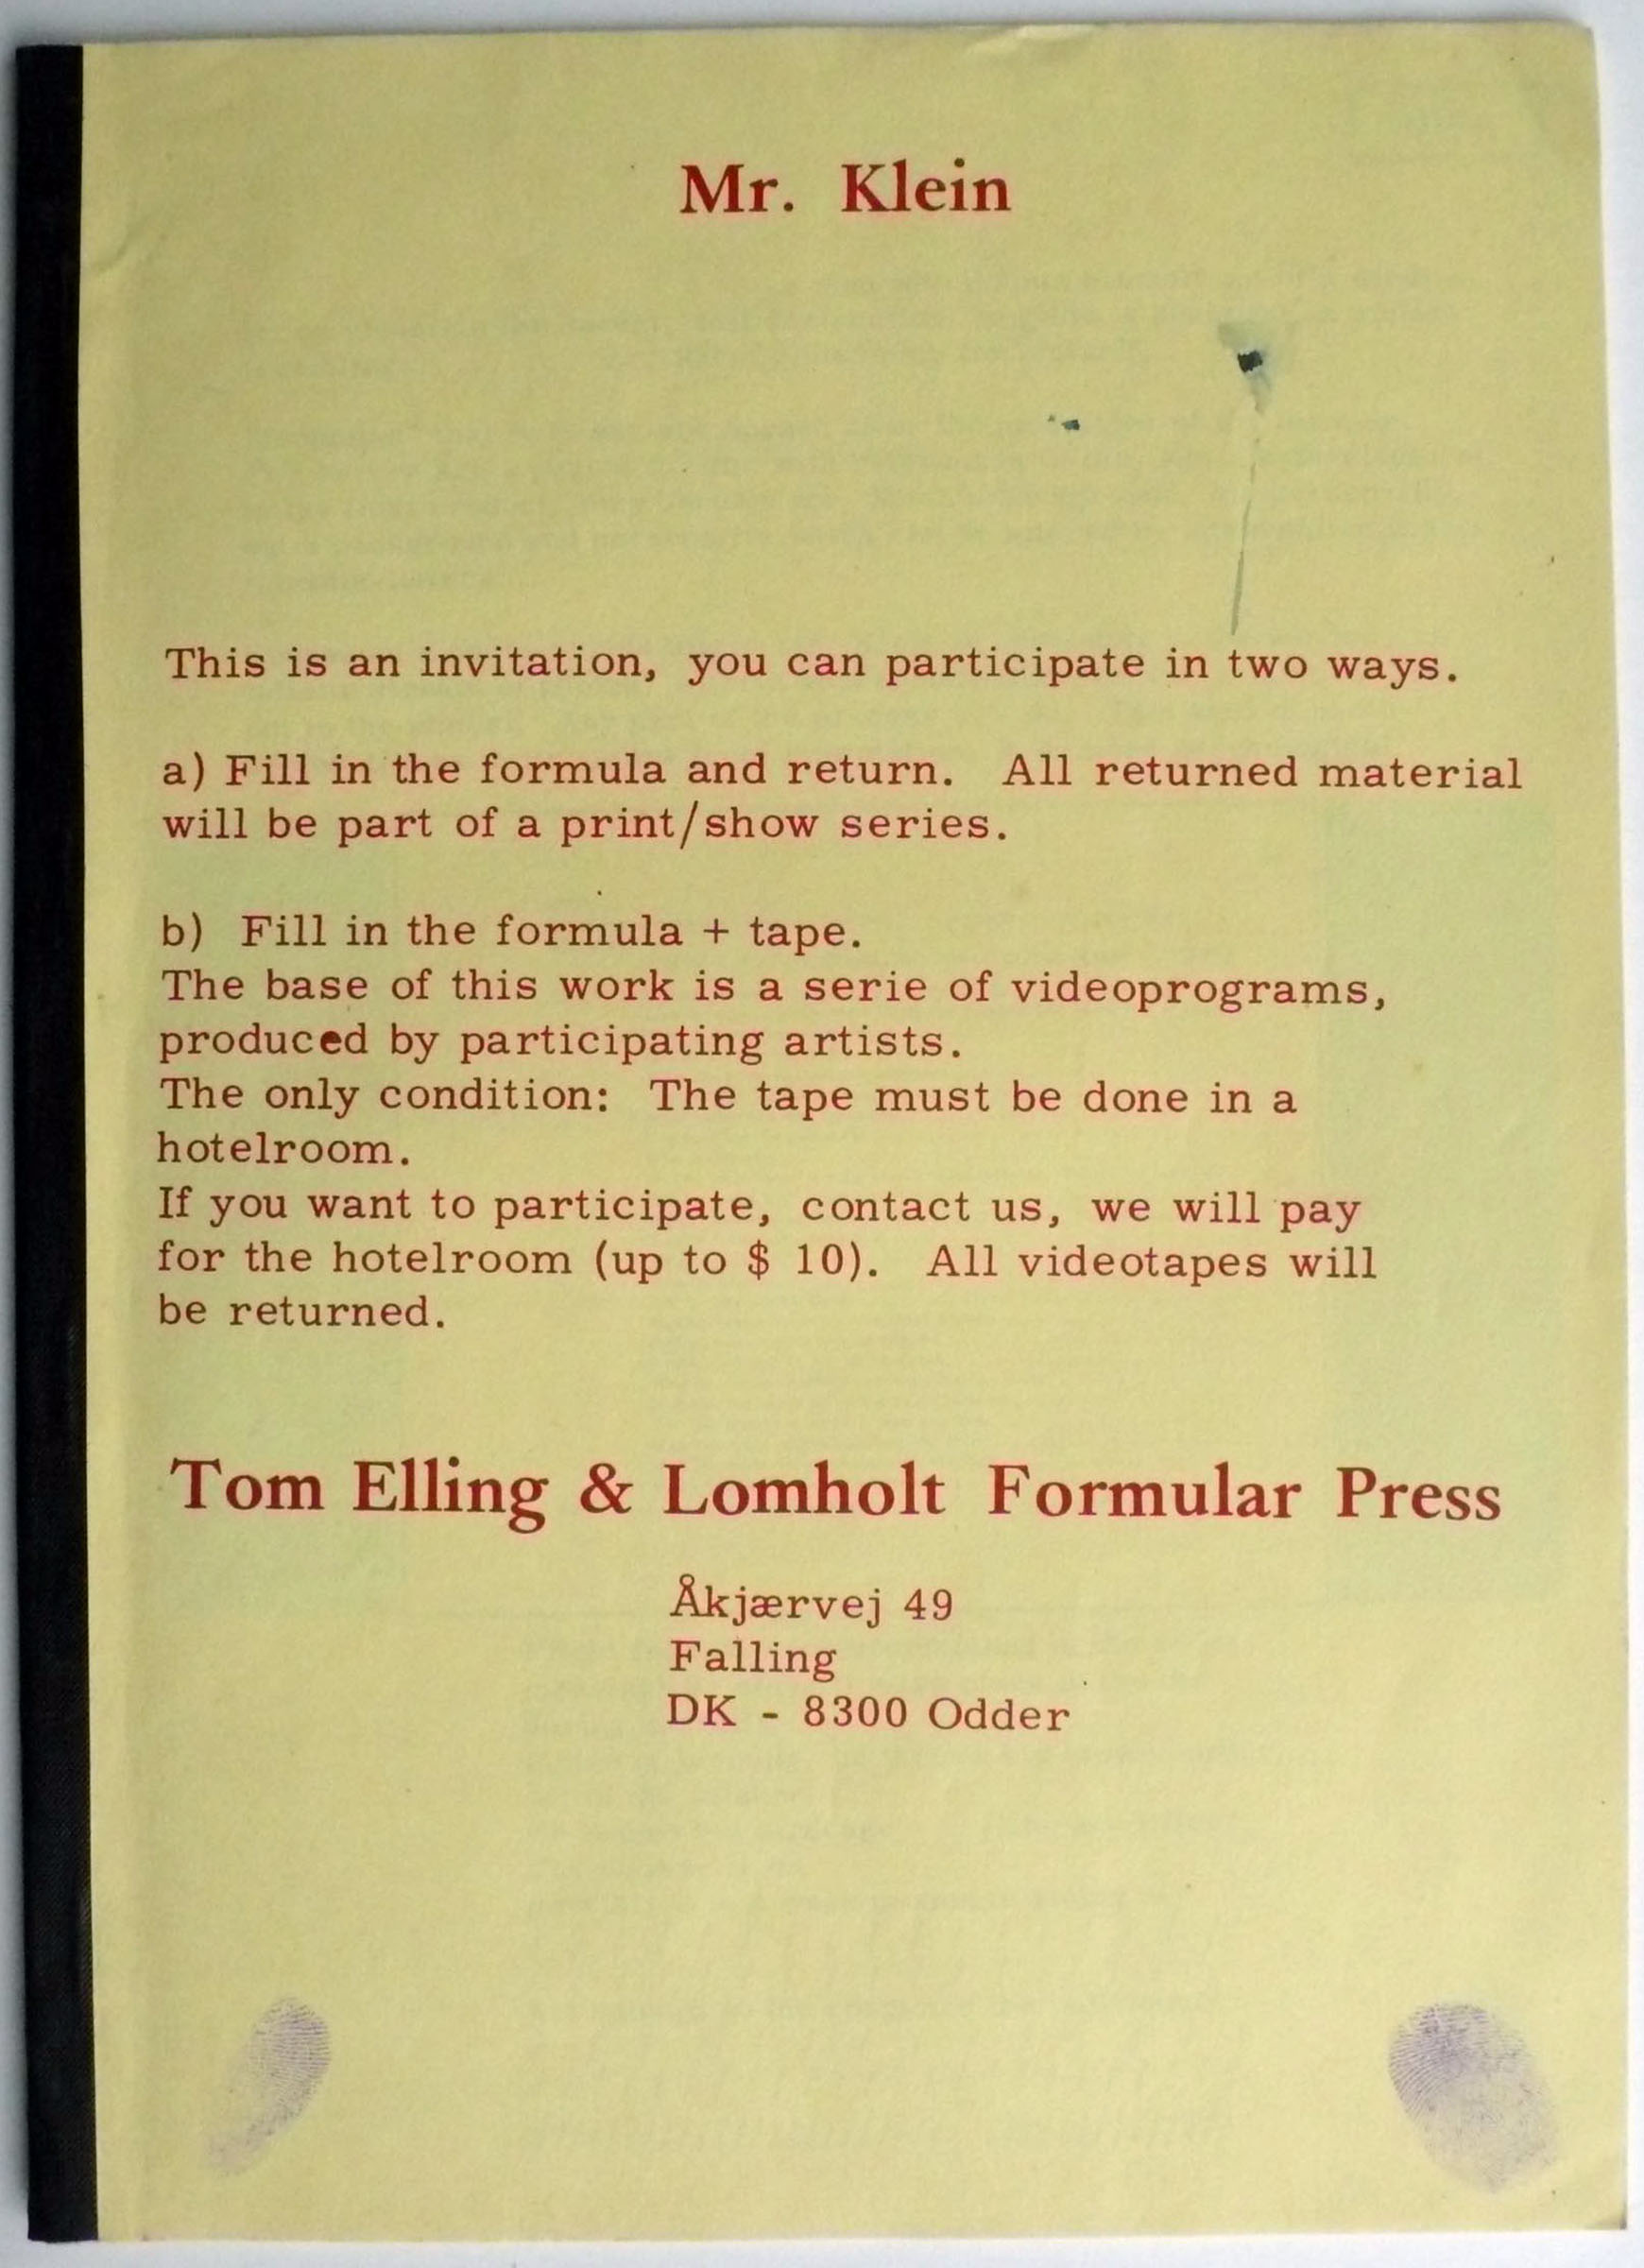 Mr. Klein
This is an invitation, you can participate in two ways.
a) Fill in the formula and return. All returned material
will be part of a print/show series.
b) Fill in the formula + tape.
The base of this work is a serie of videoprograms,
produced by participating artists.
The only condition: The tape must be done in a
hotelroom.
If you want to participate, contact us, we will pay
for the hotelroom (up to $ 10). All videotapes will
be returned.
Tom Elling & Lomholt Formular Press
Åkjærvej 49
Falling
DK - 8300 Odder